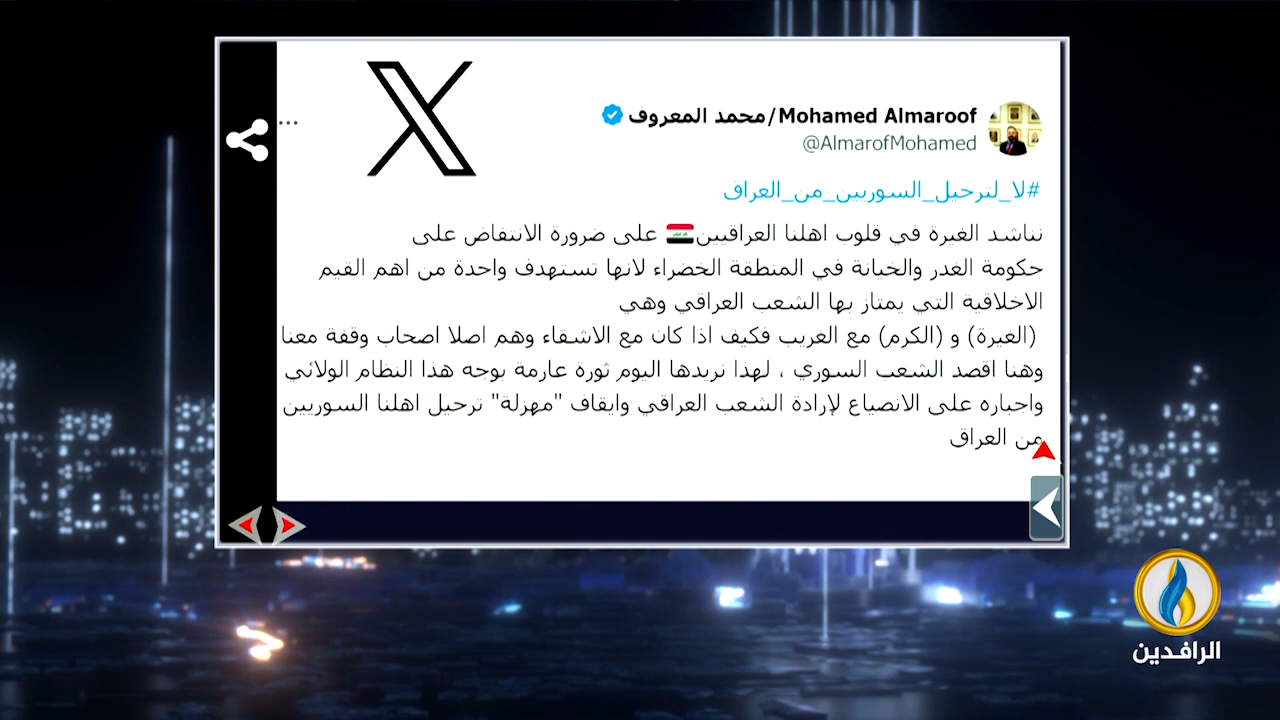 Mohamed Almaroof/محمد المعروف
@AlmarofMohamed
#لا_لترحيل_السوريين_من_العراق
نناشد الغيرة في قلوب اهلنا العراقيين🇮🇶 على ضرورة الانتفاض على
حكومة الغدر والخيانة في المنطقة الخضراء لانها تستهدف واحدة من اهم القيم
الاخلاقية التي يمتاز بها الشعب العراقي وهي
(الغيرة) و (الكرم) مع الغريب فكيف اذا كان مع الاشقاء وهم اصلا اصحاب وقفة معنا
وهنا اقصد الشعب السوري ، لهذا نريدها اليوم ثورة عارمة بوجه هذا النظام الولائي
واجباره على الانصياع لإرادة الشعب العراقي وايقاف "مهزلة" ترحيل اهلنا السوريين
من العراق
الرافدين